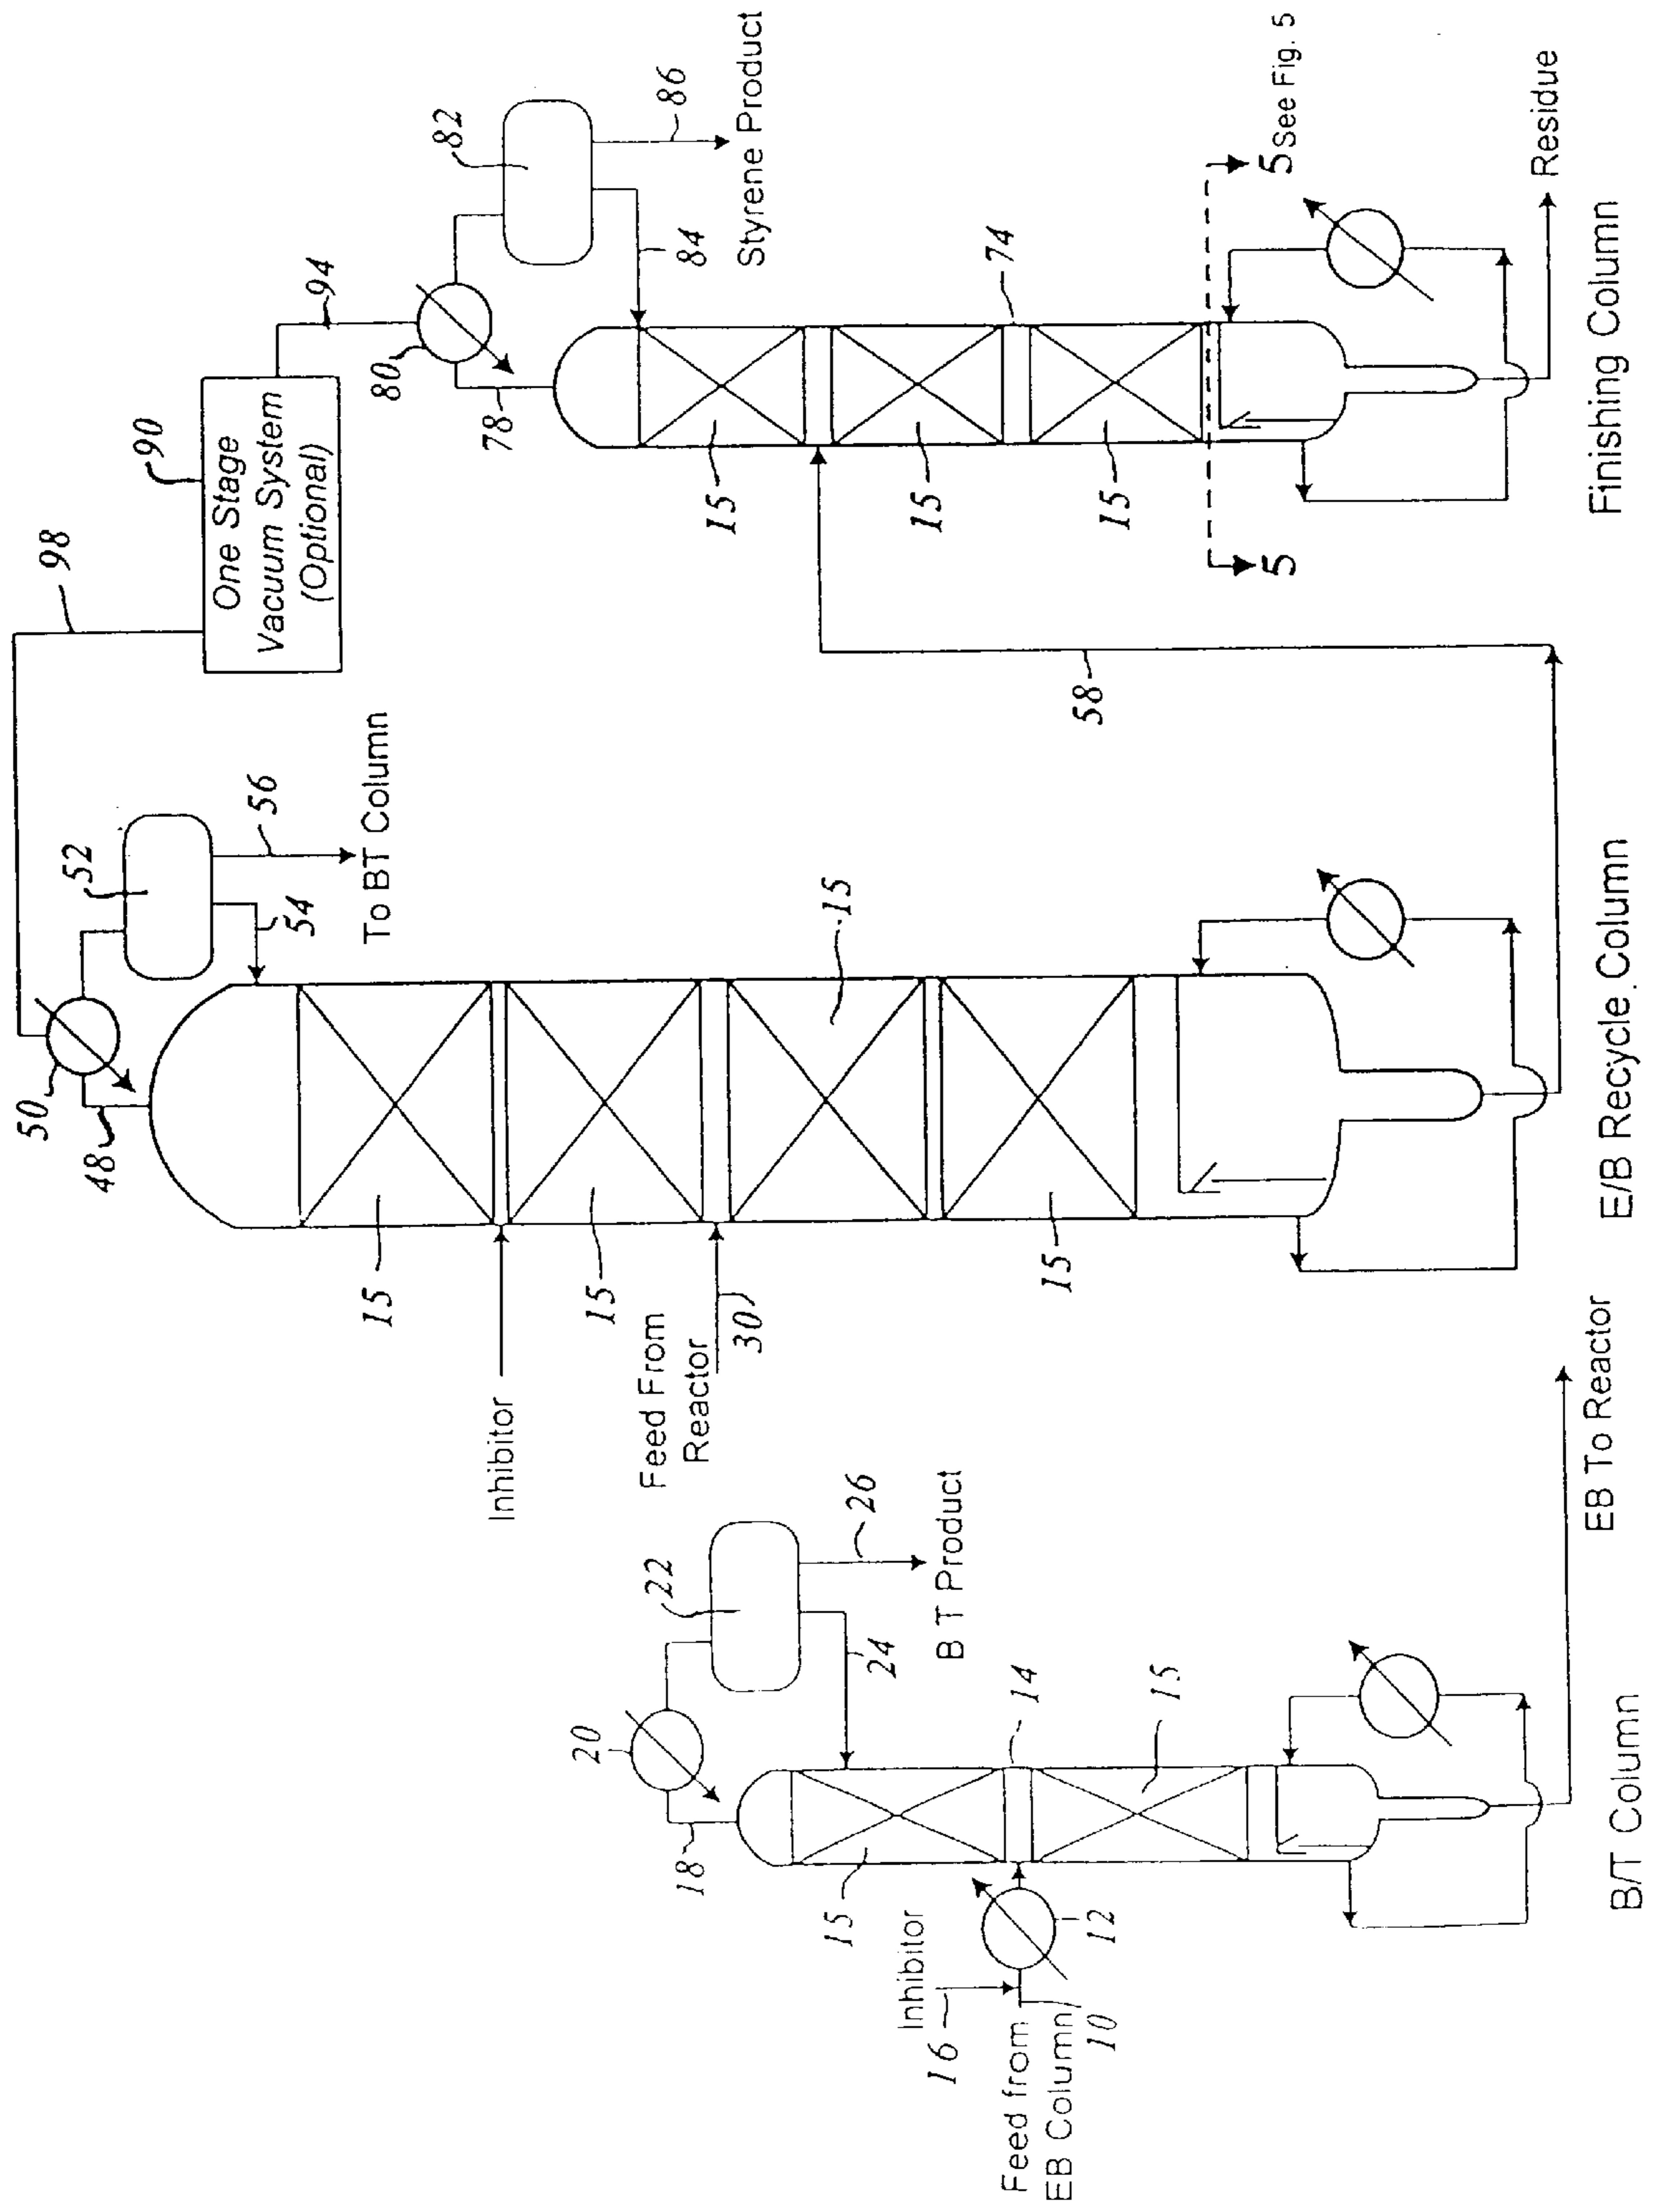 98
90
One Stage
Vacuum System
(Optional)
94
50
48
52
54
56
To BT Column
80
78
82
84
86
Styrene Product
15
15
15
15
Inhibitor
Feed From
Reactor
30
58
15
15
15
74
5
5 See Fig. 5
Residue
20
18
22
24
26
B T Product
14
15
15
Inhibitor
16
12
Feed from
EB Column
10
EB To Reactor
B/T Column
E/B Recycle Column
Finishing Column